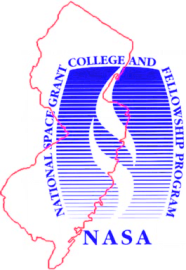 NATIONAL SPACE GRANT COLLEGE AND FELLOWSHIP PROGRAM
NASA